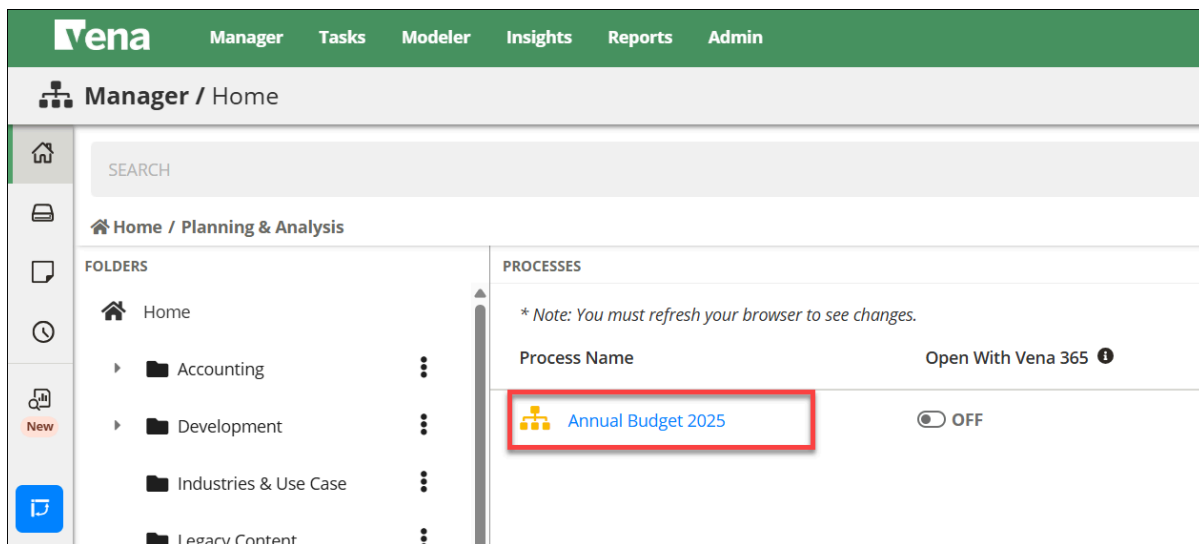 vena Manager Tasks Modeler Insights Reports Admin
Manager / Home
SEARCH
Home / Planning & Analysis
FOLDERS
Home
Accounting
Development
Industries & Use Case
Legacy Content
New
PROCESSES
* Note: You must refresh your browser to see changes.
Process Name Open With Vena 365
Annual Budget 2025 OFF